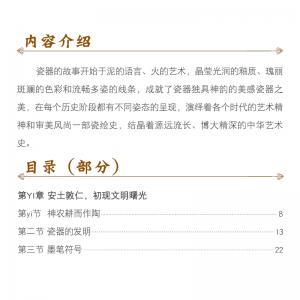 内容介绍
瓷器的故事开始于泥的语言、火的艺术，晶莹光润的釉质、瑰丽
斑斓的色彩和流畅多姿的线条，成就了瓷器独具神韵的美感瓷器之
美，在每个历史阶段都有不同姿态的呈现，演绎着各个时代的艺术精
神和审美风尚一部瓷绘史，结晶着源远流长、博大精深的中华艺术
史。
目录（部分）
第Yi章 安土敦仁，初现文明曙光
第yi节 神农耕而作陶 8
第二节 瓷器的发明 13
第三节 墨笔符号 22